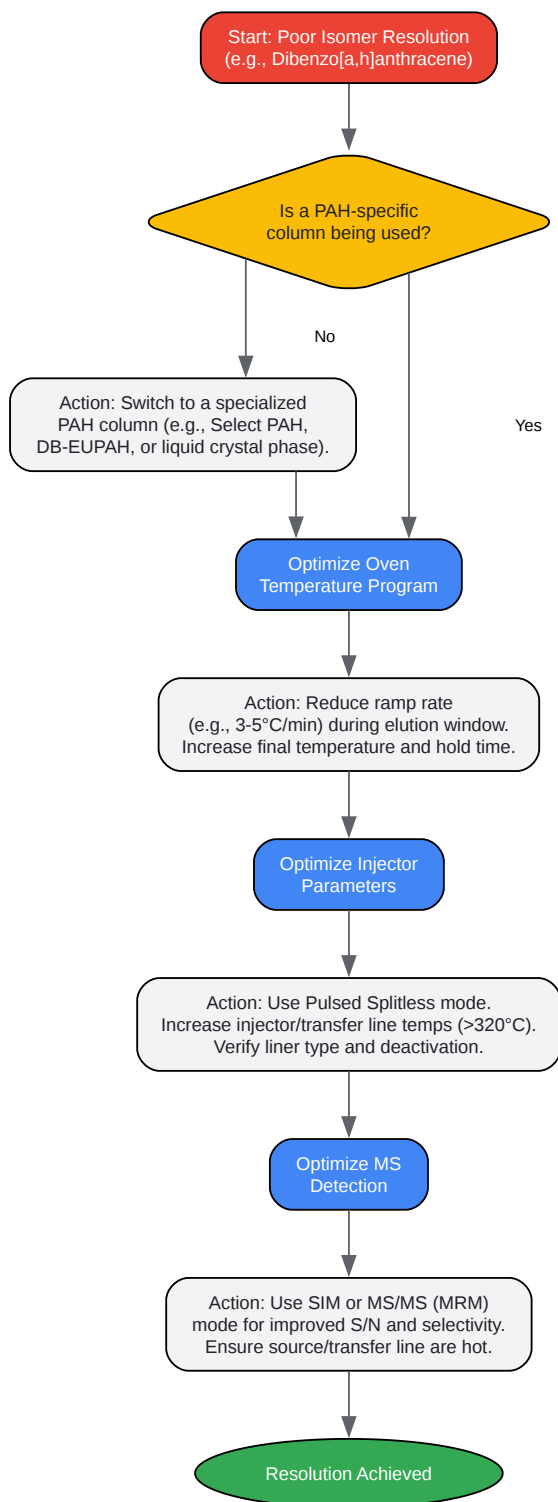 Start: Poor Isomer Resolution
(e.g., Dibenzo[a,h]anthracene)
Is a PAH-specific
column being used?
No
Action: Switch to a specialized
PAH column (e.g., Select PAH,
DB-EUPAH, or liquid crystal phase).
Yes
Optimize Oven
Temperature Program
Action: Reduce ramp rate
(e.g., 3-5°C/min) during elution window.
Increase final temperature and hold time.
Optimize Injector
Parameters
Action: Use Pulsed Splitless mode.
Increase injector/transfer line temps (>320°C).
Verify liner type and deactivation.
Optimize MS
Detection
Action: Use SIM or MS/MS (MRM)
mode for improved S/N and selectivity.
Ensure source/transfer line are hot.
Resolution Achieved